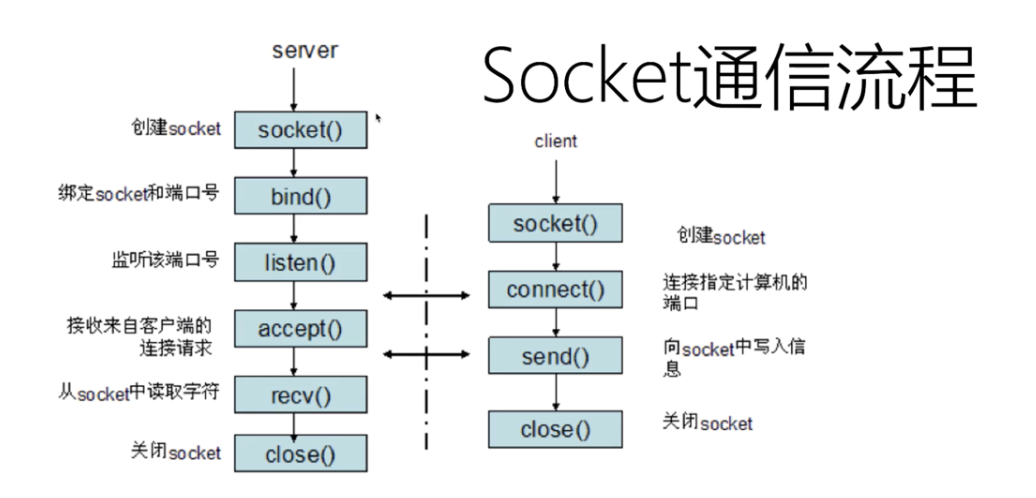 Socket通信流程
server
创建socket
socket()
绑定socket和端口号
bind()
监听该端口号
listen()
接收来自客户端的
连接请求
accept()
从socket中读取字符
recv()
关闭socket
close()
client
socket()
创建socket
connect()
连接指定计算机的
端口
send()
向socket中写入信
息
close()
关闭socket